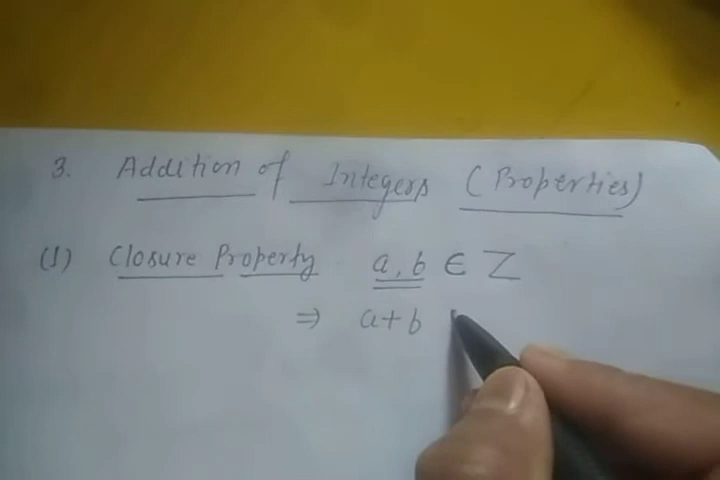 3. Addition of Integers (Properties)
(1) Closure Property a, b ∈ Z
⇒ a+b